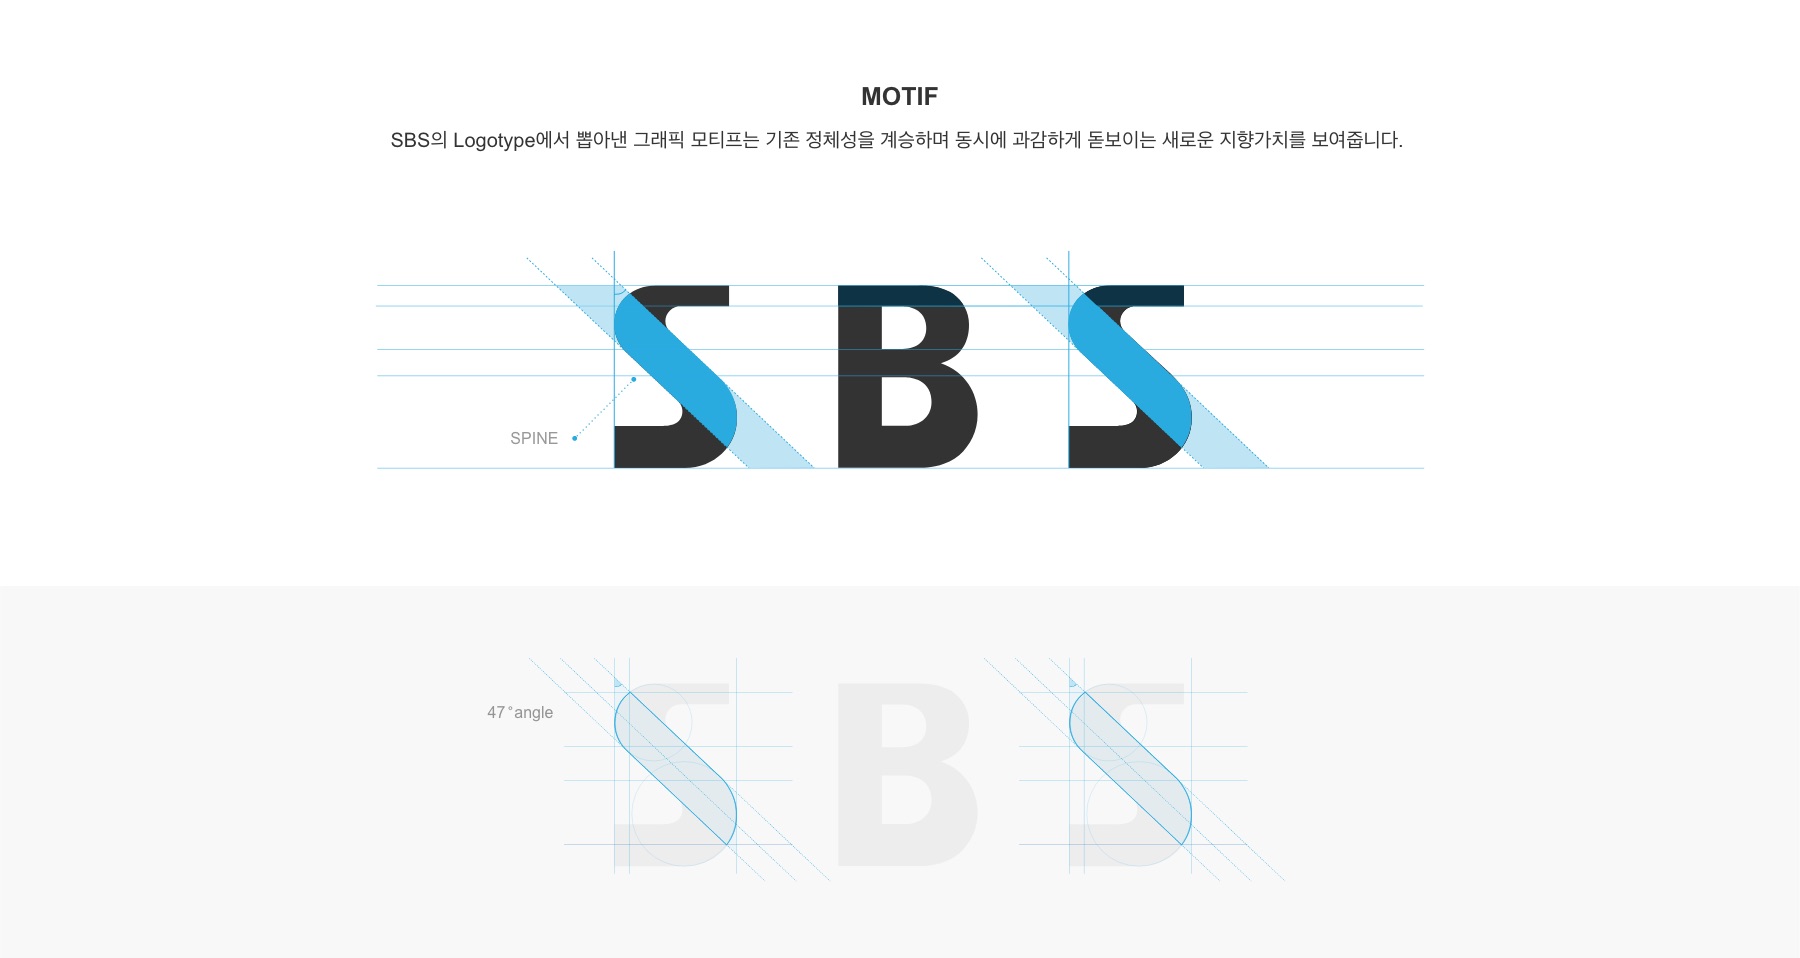 MOTIF
SBS의 Logotype에서 뽑아낸 그래픽 모티프는 기존 정체성을 계승하며 동시에 과감하게 돋보이는 새로운 지향가치를 보여줍니다.
SBS
SPINE
47°angle
SBS